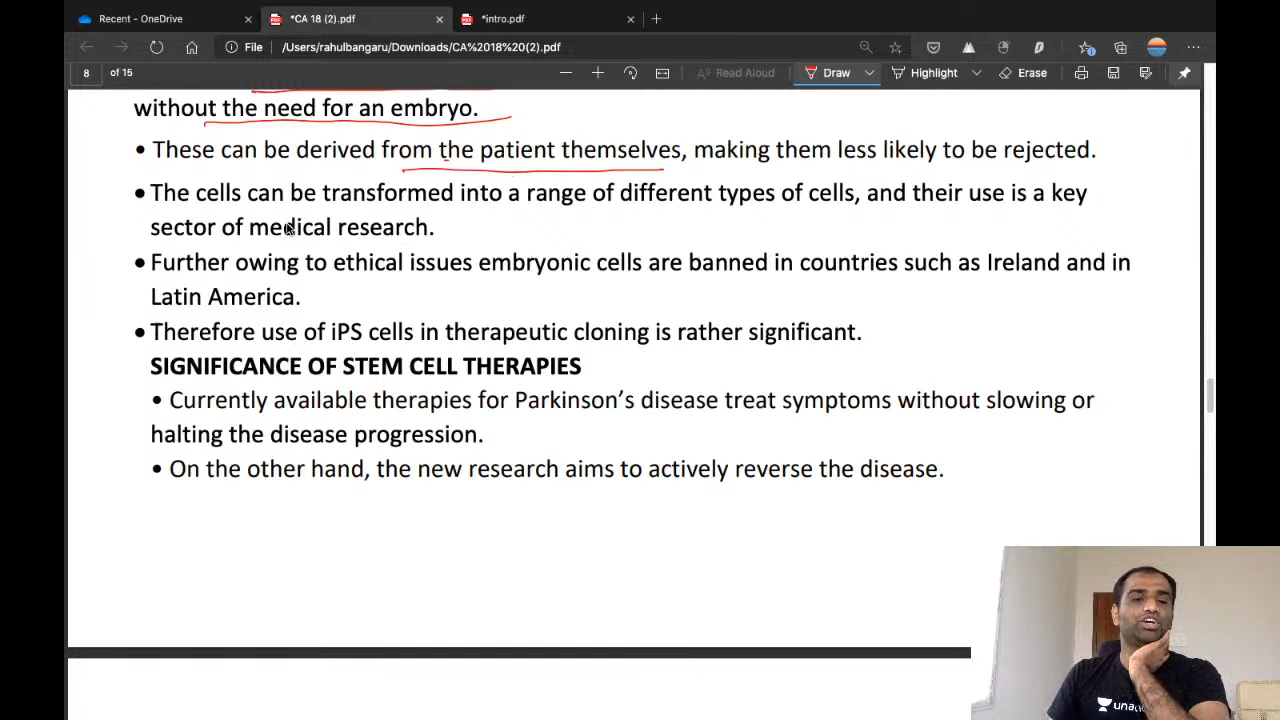 Recent - OneDrive
*CA 18 (2).pdf
*intro.pdf
File
/Users/rahulbangaru/Downloads/CA%2018%20(2).pdf
8 of 15
Read Aloud
Draw
Highlight
Erase
without the need for an embryo.
• These can be derived from the patient themselves, making them less likely to be rejected.
• The cells can be transformed into a range of different types of cells, and their use is a key
sector of medical research.
• Further owing to ethical issues embryonic cells are banned in countries such as Ireland and in
Latin America.
• Therefore use of iPS cells in therapeutic cloning is rather significant.
SIGNIFICANCE OF STEM CELL THERAPIES
• Currently available therapies for Parkinson’s disease treat symptoms without slowing or
halting the disease progression.
• On the other hand, the new research aims to actively reverse the disease.